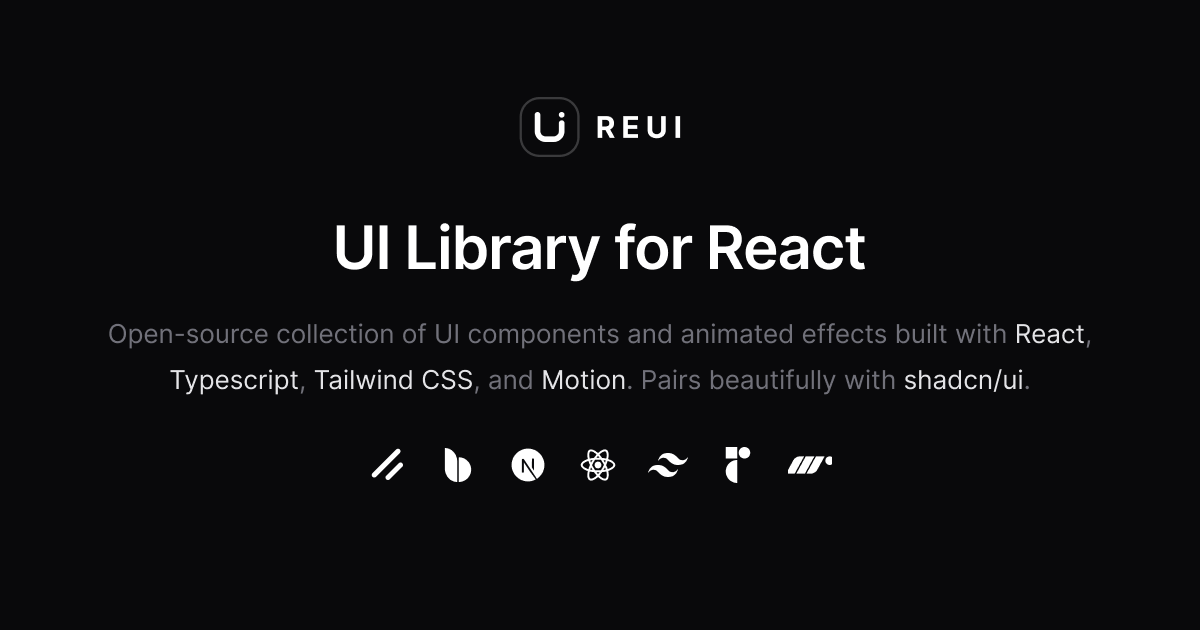 REUI
UI Library for React
Open-source collection of UI components and animated effects built with React,
Typescript, Tailwind CSS, and Motion. Pairs beautifully with shadcn/ui.